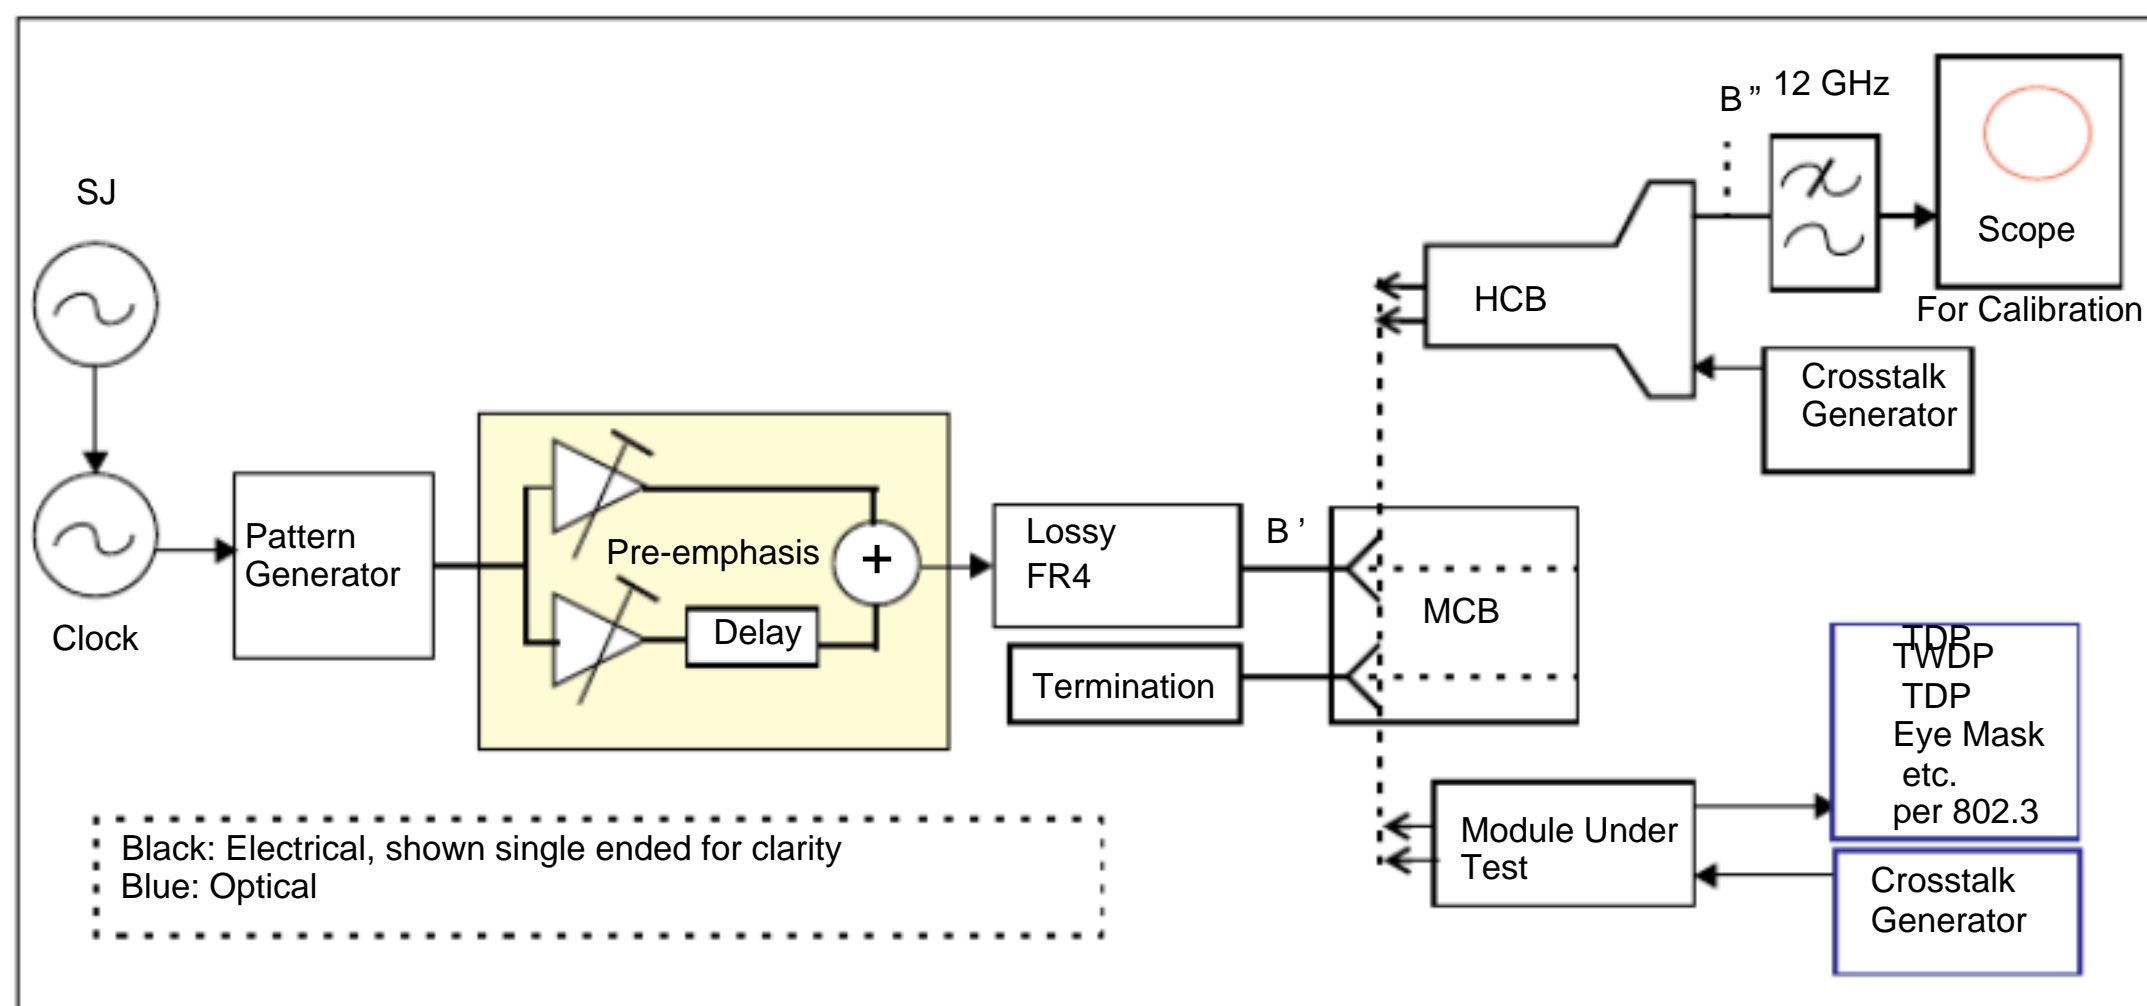 SJ
Clock
Pattern
Generator
Pre-emphasis
+
Delay
Lossy
FR4
B ’
Termination
MCB
HCB
B ” 12 GHz
Scope
For Calibration
Crosstalk
Generator
Module Under
Test
TDP
TWDP
TDP
Eye Mask
etc.
per 802.3
Crosstalk
Generator
Black: Electrical, shown single ended for clarity
Blue: Optical